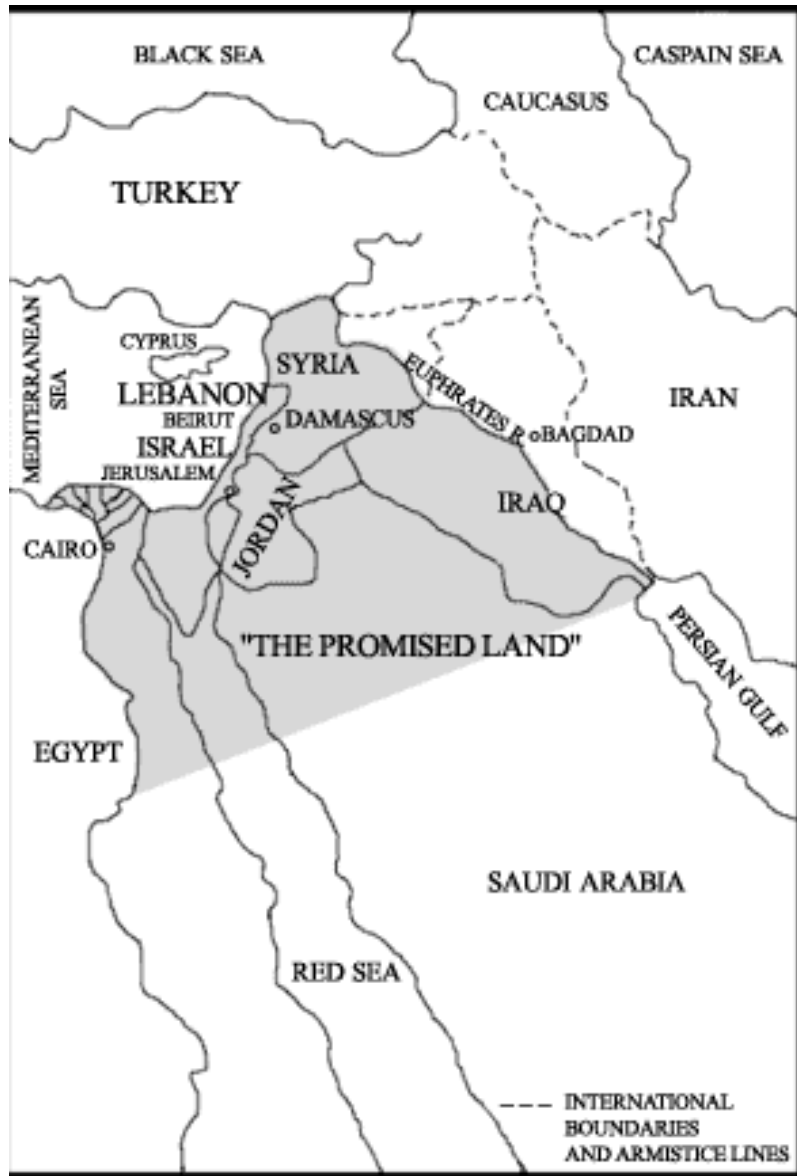 BLACK SEA
CASPAIN SEA
CAUCASUS
TURKEY
MEDITERRANEAN
SEA
CYPRUS
SYRIA
LEBANON
EUPHRATES R.
IRAN
BEIRUT
DAMASCUS
BAGDAD
ISRAEL
JERUSALEM
IRAQ
JORDAN
CAIRO
"THE PROMISED LAND"
PERSIAN GULF
EGYPT
SAUDI ARABIA
RED SEA
INTERNATIONAL
BOUNDARIES
AND ARMISTICE LINES